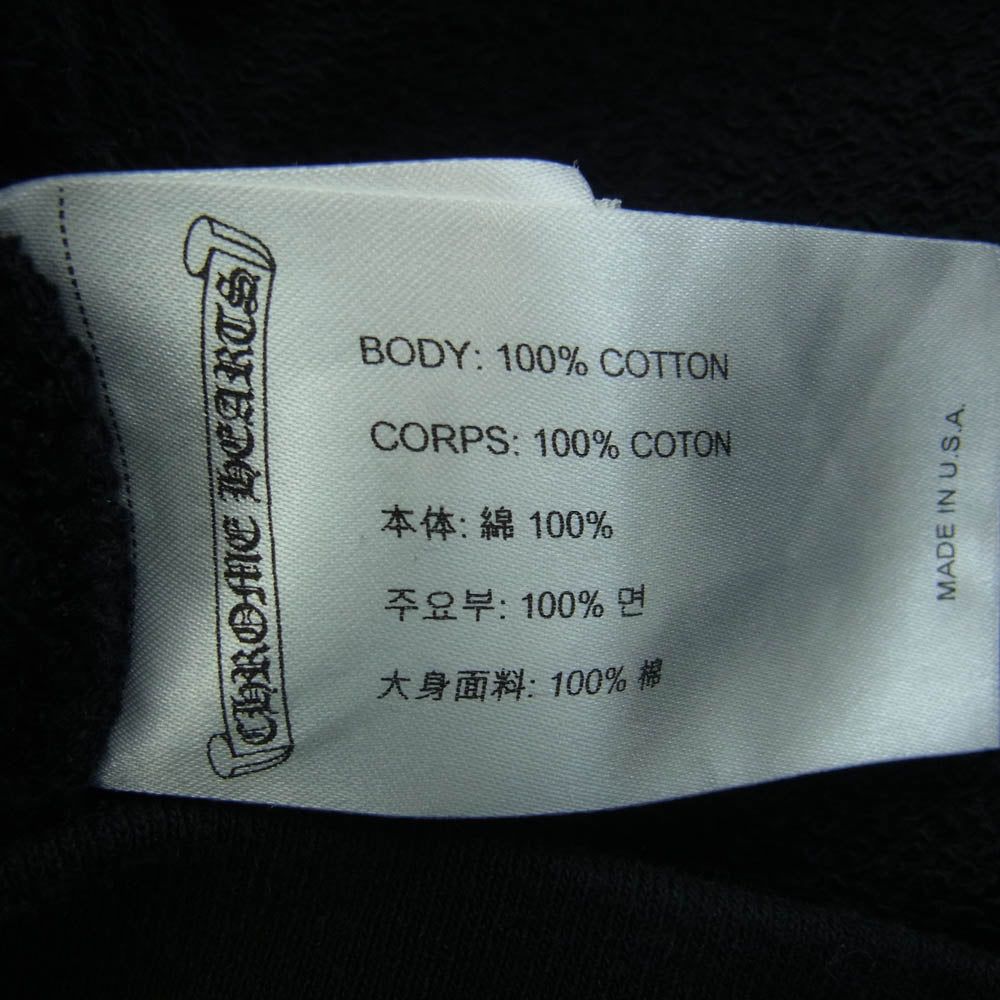 CHROME HEARTS
BODY: 100% COTTON
CORPS: 100% COTON
本体: 綿 100%
주요부: 100% 면
大身面料: 100% 棉
MADE IN U.S.A.